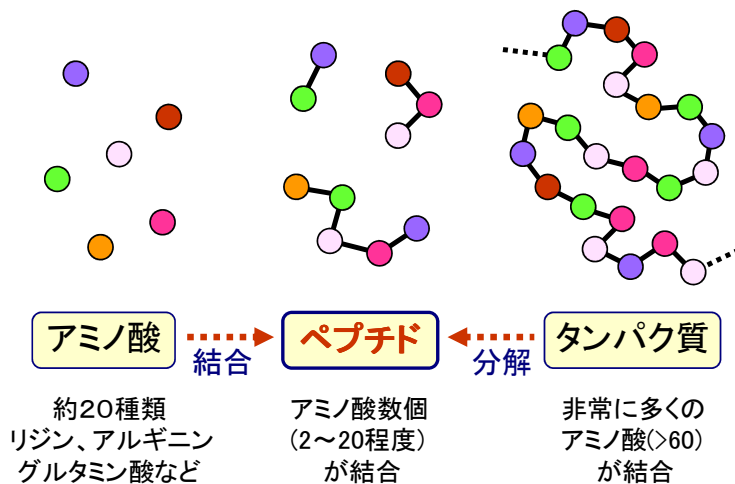 アミノ酸
結合
ペプチド
分解
タンパク質
約20種類
リジン、アルギニン
グルタミン酸など
アミノ酸数個
(2～20程度)
が結合
非常に多くの
アミノ酸(>60)
が結合